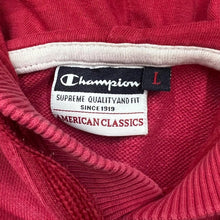 Champion
L
SUPREME QUALITY AND FIT
SINCE 1919
AMERICAN CLASSICS